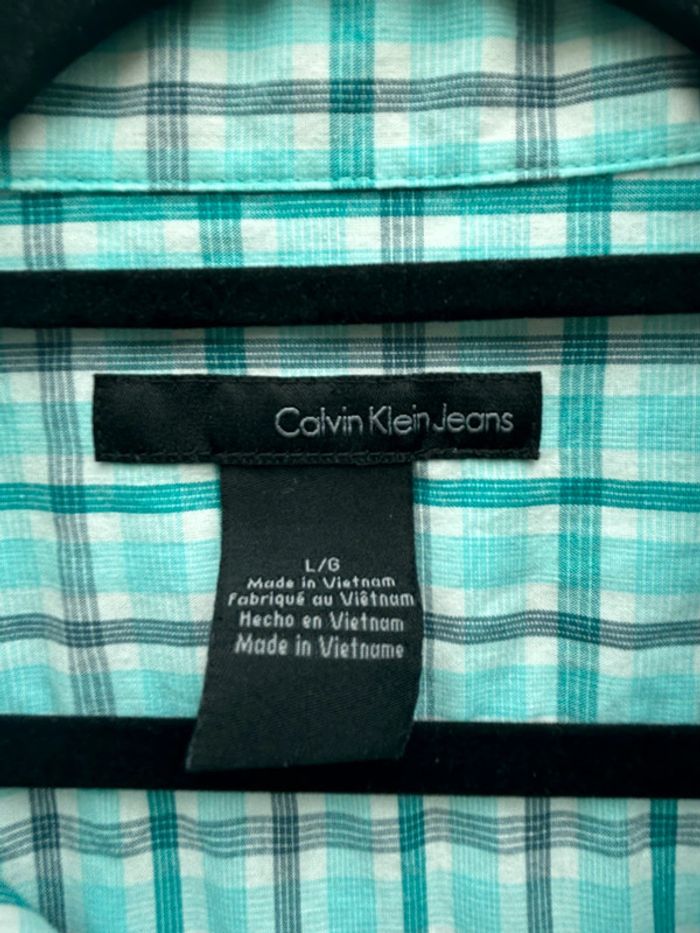 Calvin Klein Jeans
L/G
Made in Vietnam
Fabriqué au Viêtnam
Hecho en Vietnam
Made in Vietname